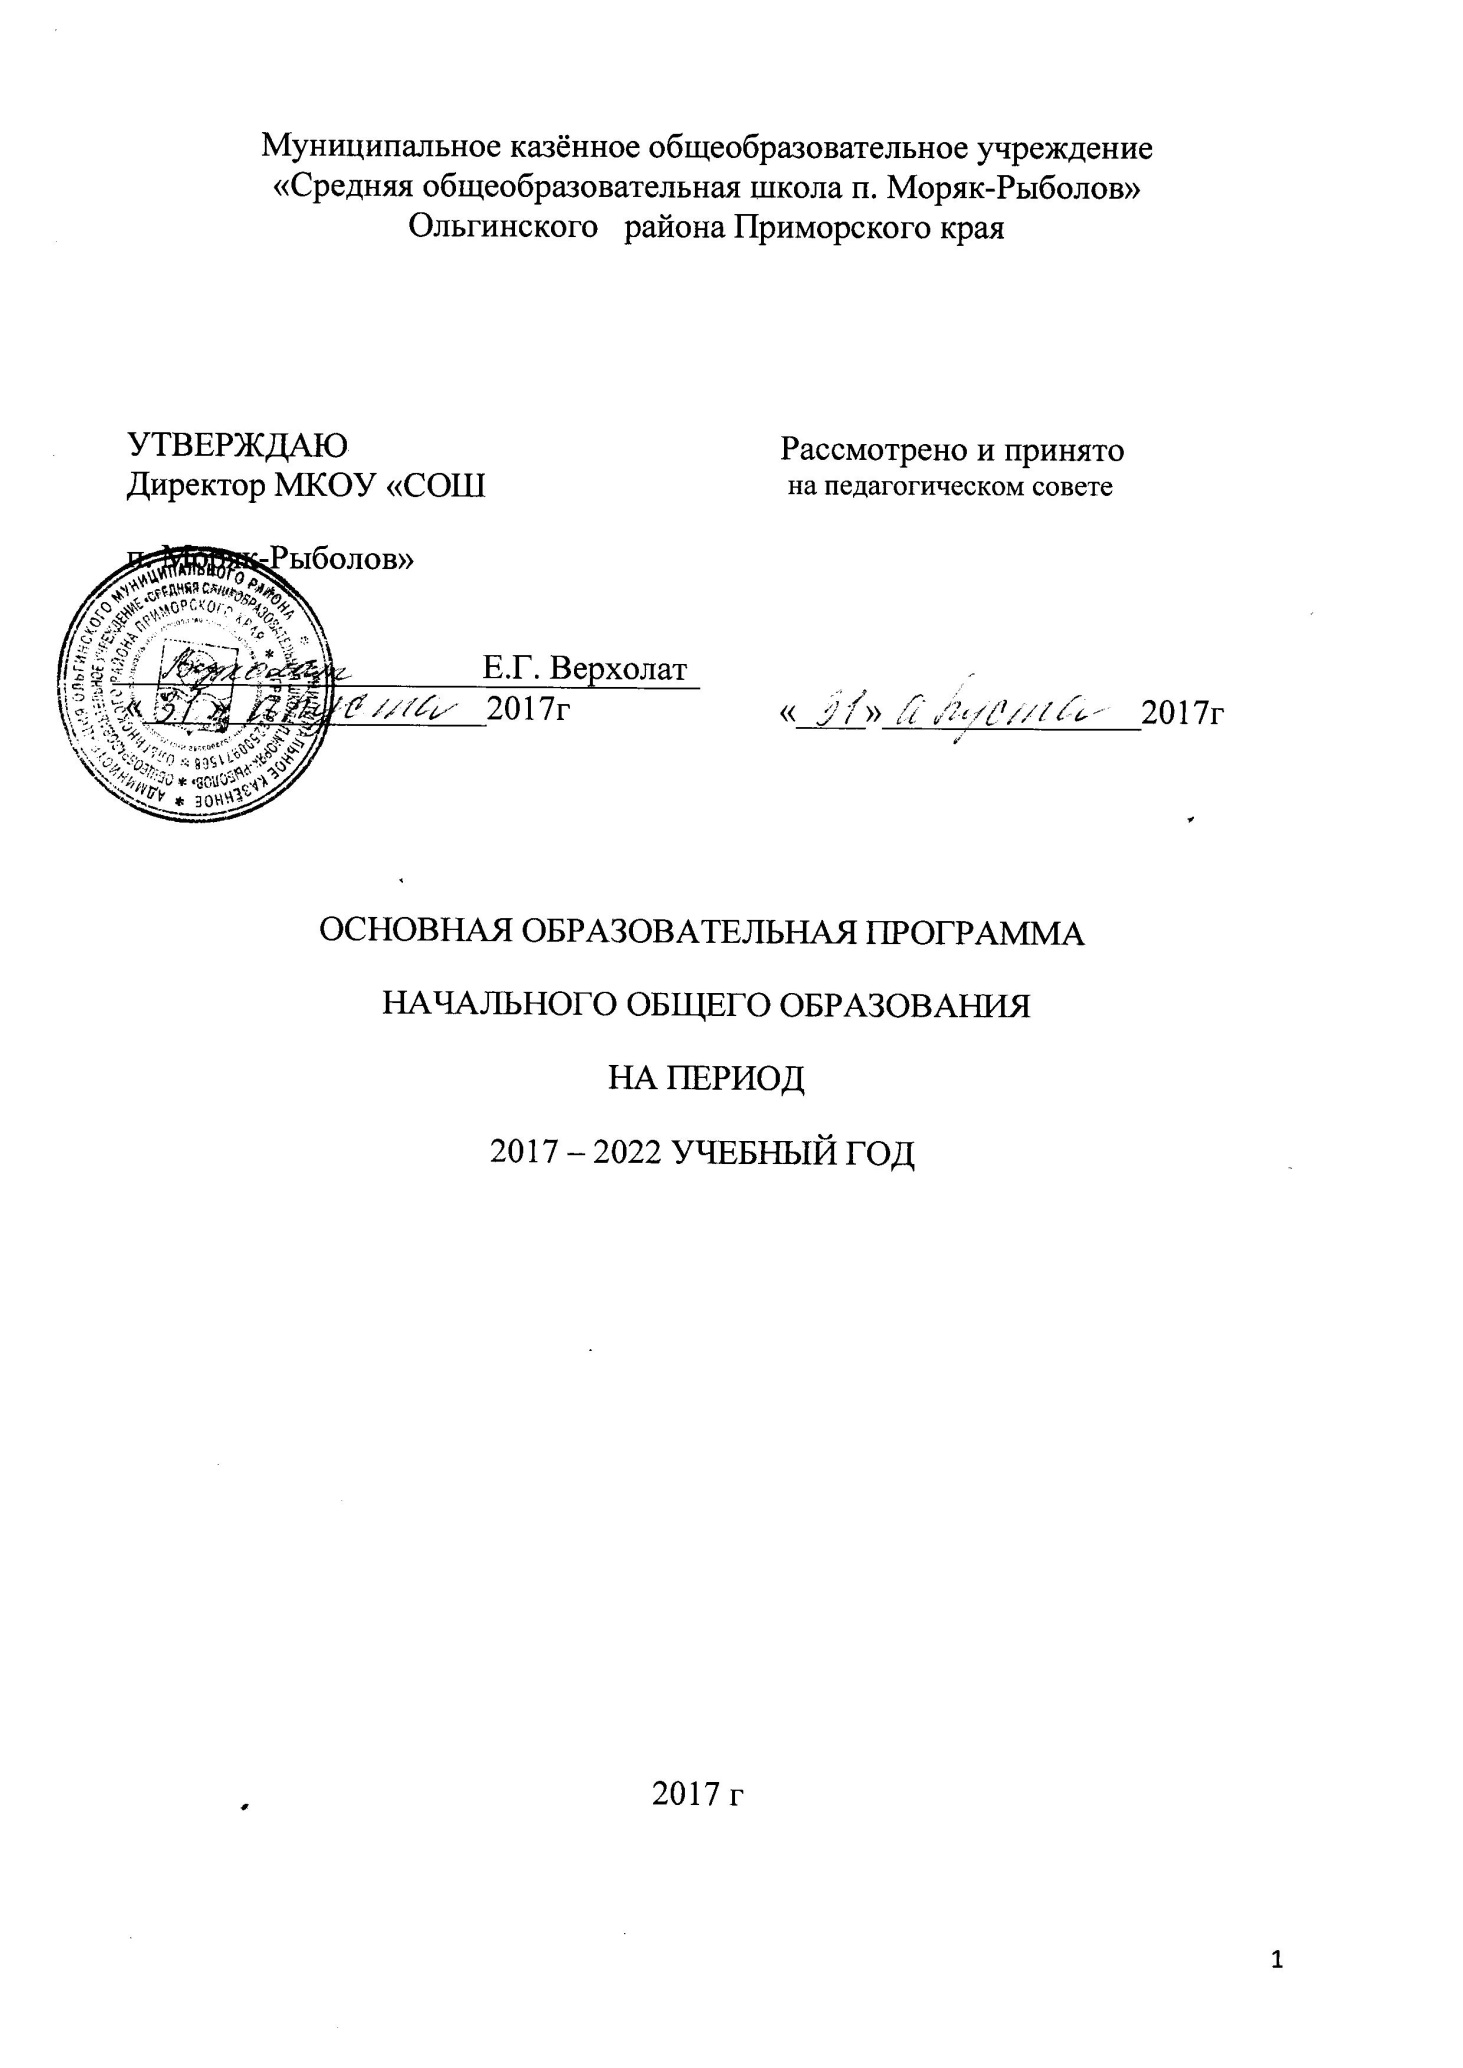 Муниципальное казённое общеобразовательное учреждение
«Средняя общеобразовательная школа п. Моряк-Рыболов»
Ольгинского района Приморского края
УТВЕРЖДАЮ
Директор МКОУ «СОШ
п. Моряк-Рыболов»
Е.Г. Верхолат
«31» августа 2017г
Рассмотрено и принято
на педагогическом совете
«31» августа 2017г
ОСНОВНАЯ ОБРАЗОВАТЕЛЬНАЯ ПРОГРАММА
НАЧАЛЬНОГО ОБЩЕГО ОБРАЗОВАНИЯ
НА ПЕРИОД
2017 – 2022 УЧЕБНЫЙ ГОД
2017 г
1